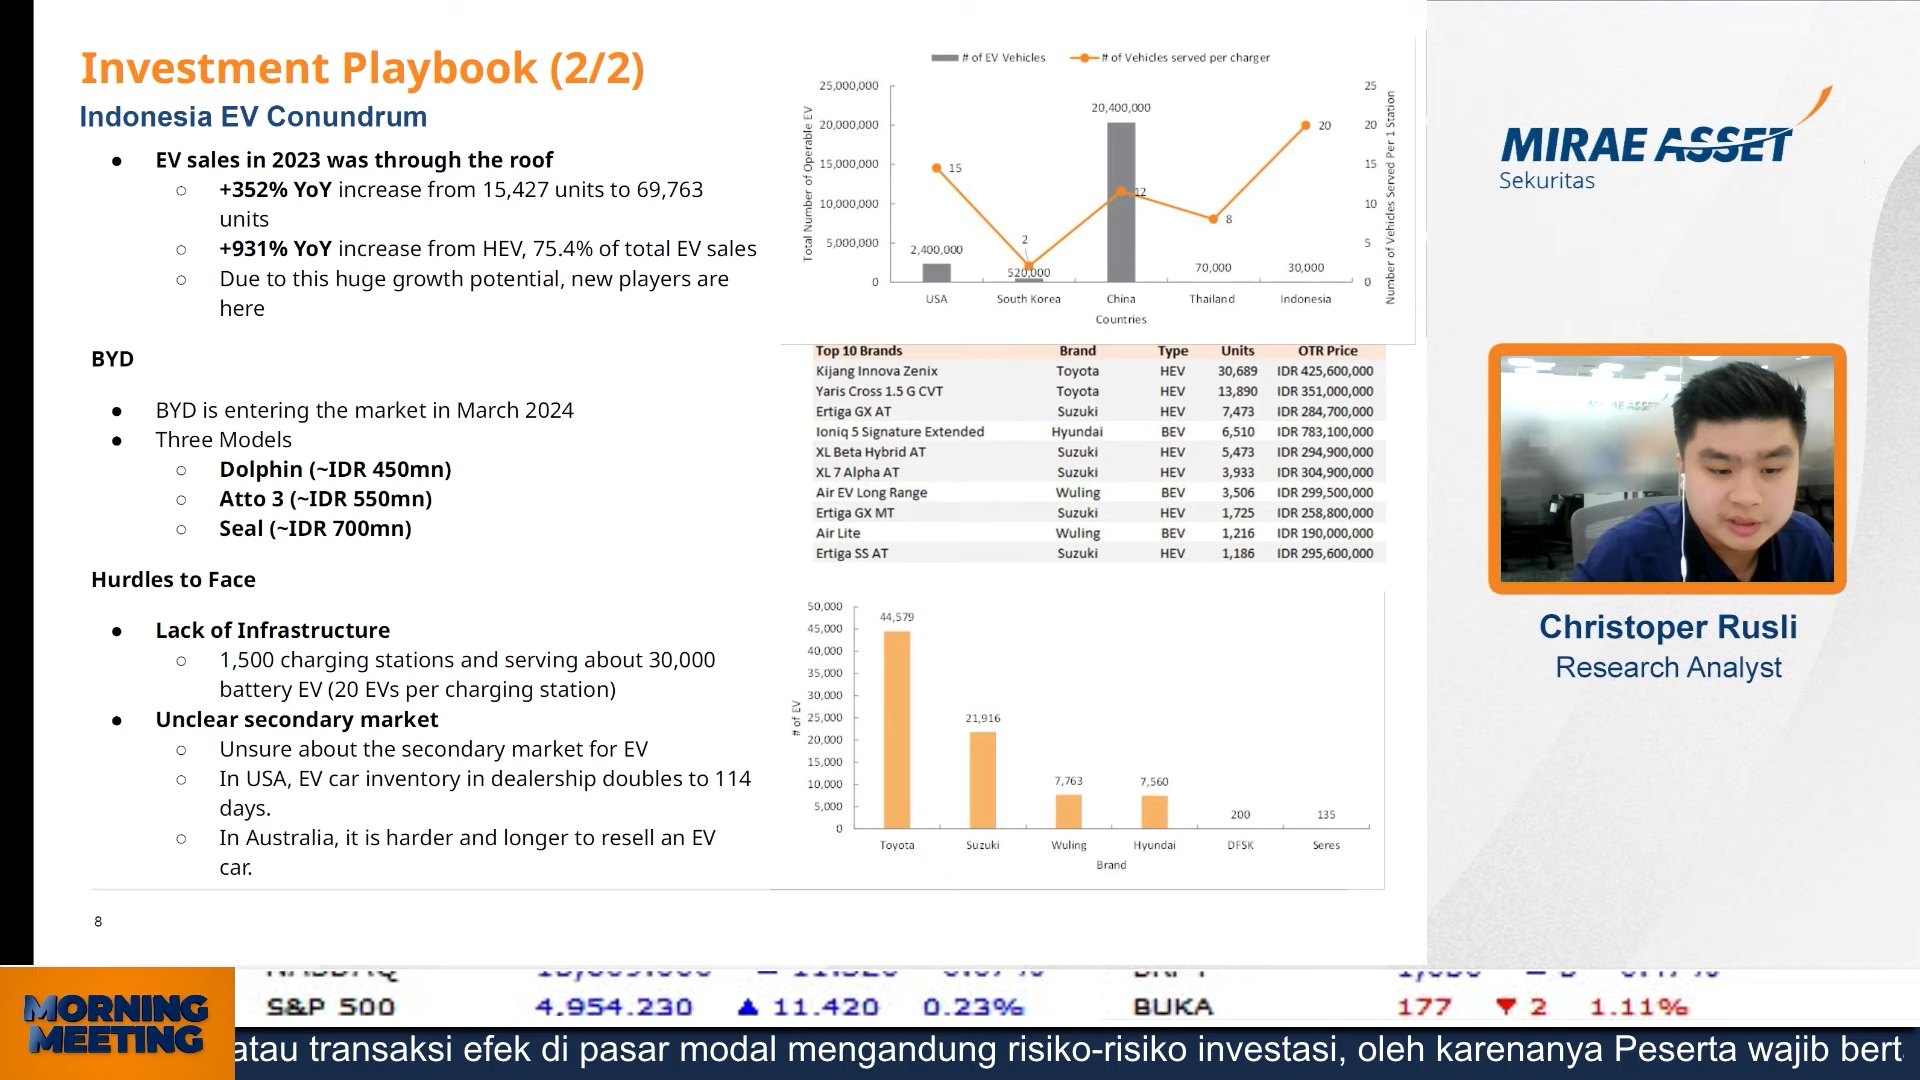 Investment Playbook (2/2)
Indonesia EV Conundrum
● EV sales in 2023 was through the roof
○ +352% YoY increase from 15,427 units to 69,763
units
○ +931% YoY increase from HEV, 75.4% of total EV sales
○ Due to this huge growth potential, new players are
here
BYD
● BYD is entering the market in March 2024
● Three Models
○ Dolphin (~IDR 450mn)
○ Atto 3 (~IDR 550mn)
○ Seal (~IDR 700mn)
Hurdles to Face
● Lack of Infrastructure
○ 1,500 charging stations and serving about 30,000
battery EV (20 EVs per charging station)
● Unclear secondary market
○ Unsure about the secondary market for EV
○ In USA, EV car inventory in dealership doubles to 114
days.
○ In Australia, it is harder and longer to resell an EV
car.
8
# of EV Vehicles # of Vehicles served per charger
Total Number of Operable EV
25,000,000
20,000,000
15,000,000
10,000,000
5,000,000
0
2,400,000
520,000
20,400,000
70,000
30,000
15
2
12
8
20
25
20
15
10
5
0
Number of Vehicles Served Per 1 Station
USA South Korea China Thailand Indonesia
Countries
Top 10 Brands Brand Type Units OTR Price
Kijang Innova Zenix Toyota HEV 30,689 IDR 425,600,000
Yaris Cross 1.5 G CVT Toyota HEV 13,890 IDR 351,000,000
Ertiga GX AT Suzuki HEV 7,473 IDR 284,700,000
Ioniq 5 Signature Extended Hyundai BEV 6,510 IDR 783,100,000
XL Beta Hybrid AT Suzuki HEV 5,473 IDR 294,900,000
XL 7 Alpha AT Suzuki HEV 3,933 IDR 304,900,000
Air EV Long Range Wuling BEV 3,506 IDR 299,500,000
Ertiga GX MT Suzuki HEV 1,725 IDR 258,800,000
Air Lite Wuling BEV 1,216 IDR 190,000,000
Ertiga SS AT Suzuki HEV 1,186 IDR 295,600,000
# of EV
50,000
45,000
40,000
35,000
30,000
25,000
20,000
15,000
10,000
5,000
0
44,579
21,916
7,763
7,560
200
135
Toyota Suzuki Wuling Hyundai DFSK Seres
Brand
MIRAE ASSET
Sekuritas
Christoper Rusli
Research Analyst
MORNING
MEETING
S&P 500 4.954.230 ▲ 11.420 0.23% BUKA 177 ▼ 2 1.11%
atau transaksi efek di pasar modal mengandung risiko-risiko investasi, oleh karenanya Peserta wajib bert